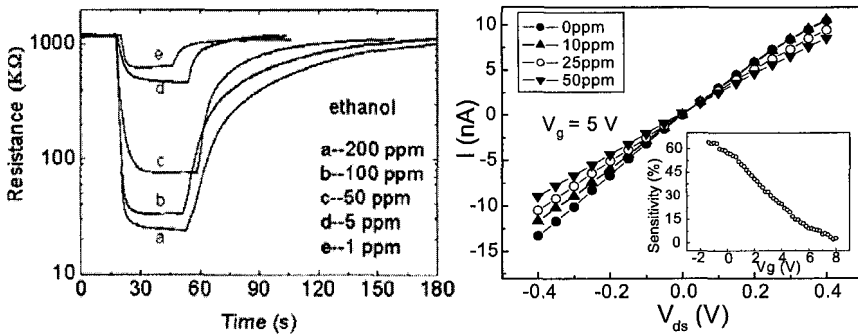 Resistance (KΩ)
1000
100
10
e
d
c
b
a
ethanol
a--200 ppm
b--100 ppm
c--50 ppm
d--5 ppm
e--1 ppm
0 30 60 90 120 150 180
Time (s)
I (nA)
10
5
0
-5
-10
-15
0ppm
10ppm
25ppm
50ppm
Vg = 5 V
Sensitivity (%)
60
45
30
15
0
-2 0 2 4 6 8
Vg (V)
-0.4 -0.2 0.0 0.2 0.4
Vds (V)